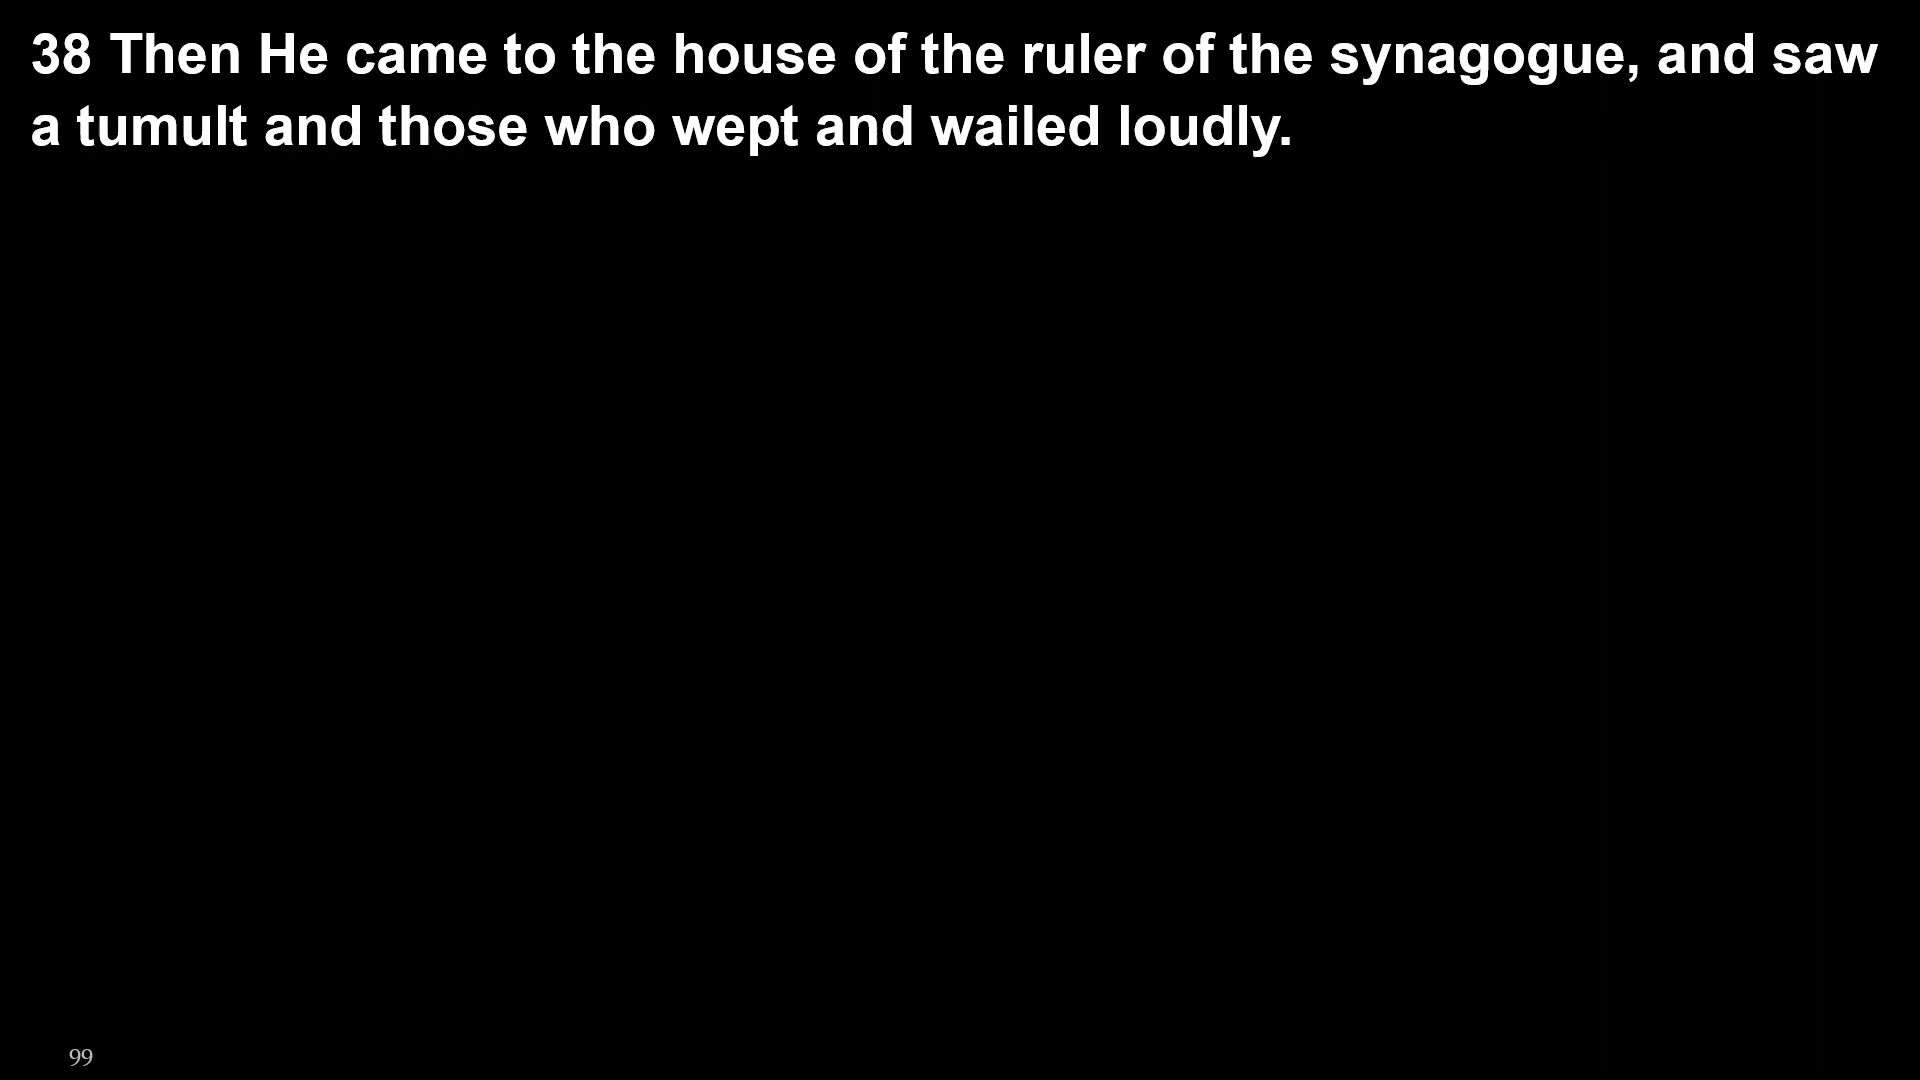 38 Then He came to the house of the ruler of the synagogue, and saw
a tumult and those who wept and wailed loudly.
99